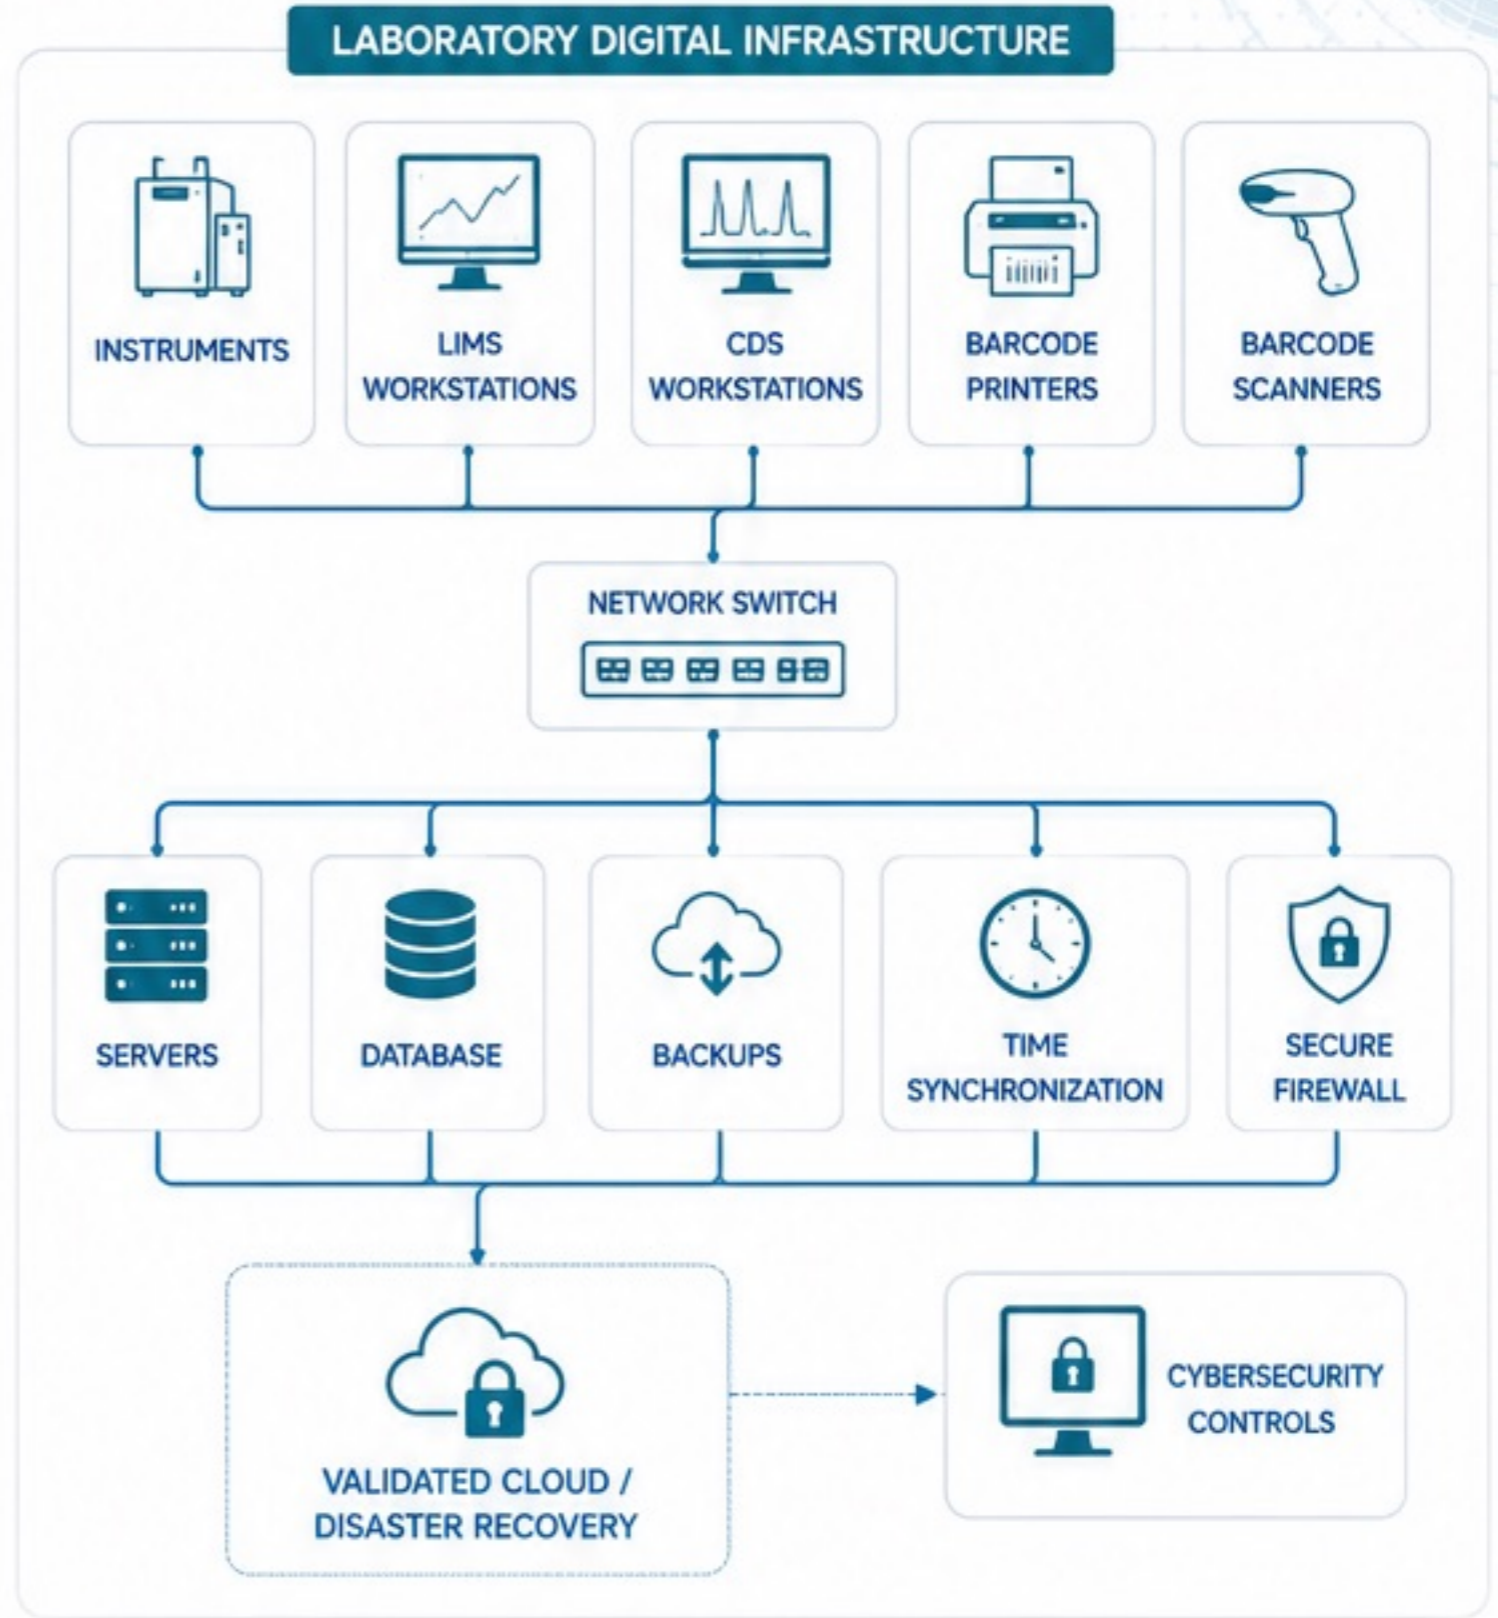 LABORATORY DIGITAL INFRASTRUCTURE
INSTRUMENTS
LIMS
WORKSTATIONS
CDS
WORKSTATIONS
BARCODE
PRINTERS
BARCODE
SCANNERS
NETWORK SWITCH
SERVERS
DATABASE
BACKUPS
TIME
SYNCHRONIZATION
SECURE
FIREWALL
VALIDATED CLOUD /
DISASTER RECOVERY
CYBERSECURITY
CONTROLS